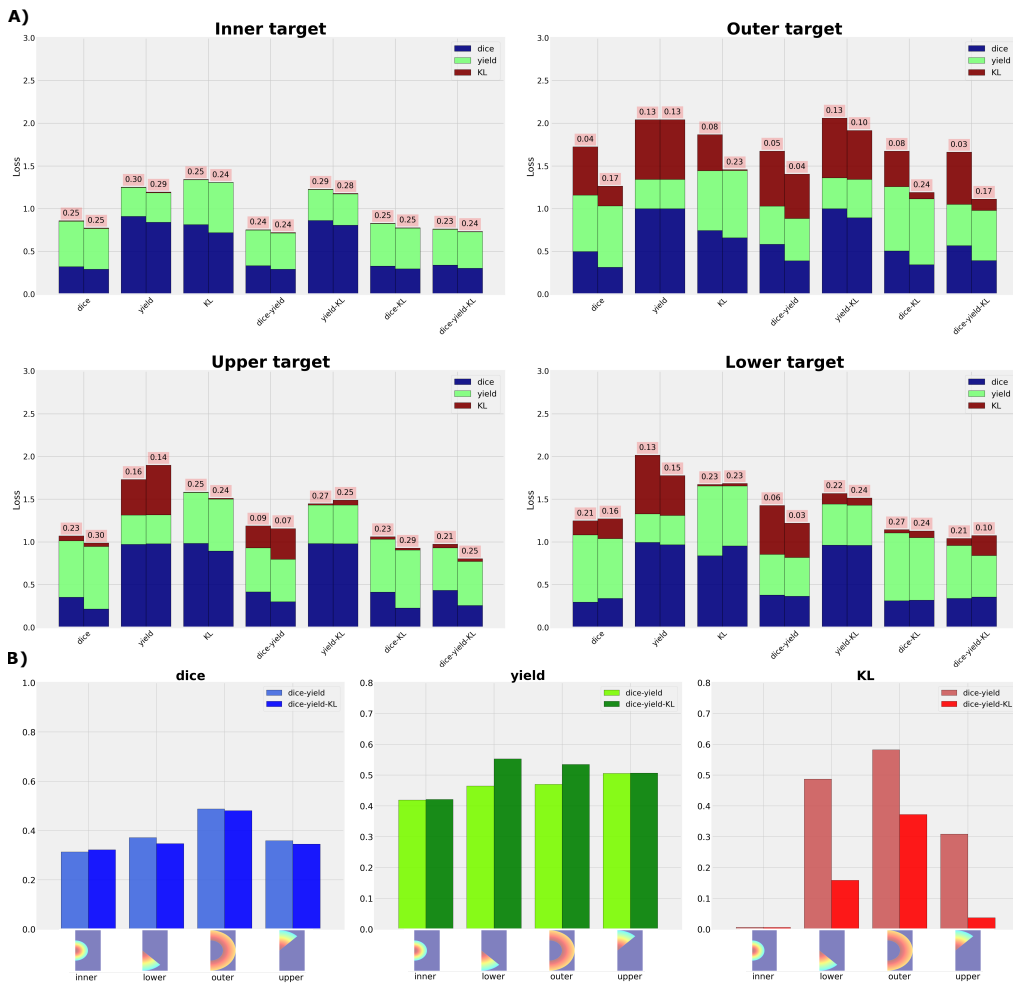 A)
Inner target
3.0
2.5
2.0
1.5
1.0
0.5
0.0
Loss
dice
yield
KL
0.25 0.25 0.30 0.29 0.25 0.24 0.24 0.24 0.29 0.28 0.25 0.25 0.23 0.24
dice yield KL dice-yield yield-KL dice-KL dice-yield-KL
Outer target
3.0
2.5
2.0
1.5
1.0
0.5
0.0
Loss
dice
yield
KL
0.04 0.17 0.13 0.13 0.08 0.23 0.05 0.04 0.13 0.10 0.08 0.24 0.03 0.17
dice yield KL dice-yield yield-KL dice-KL dice-yield-KL
Upper target
3.0
2.5
2.0
1.5
1.0
0.5
0.0
Loss
dice
yield
KL
0.23 0.30 0.16 0.14 0.25 0.24 0.09 0.07 0.27 0.25 0.23 0.29 0.21 0.25
dice yield KL dice-yield yield-KL dice-KL dice-yield-KL
Lower target
3.0
2.5
2.0
1.5
1.0
0.5
0.0
Loss
dice
yield
KL
0.21 0.16 0.13 0.15 0.23 0.23 0.06 0.03 0.22 0.24 0.27 0.24 0.21 0.10
dice yield KL dice-yield yield-KL dice-KL dice-yield-KL
B)
dice
1.0
0.8
0.6
0.4
0.2
0.0
dice-yield
dice-yield-KL
inner lower outer upper
yield
0.8
0.7
0.6
0.5
0.4
0.3
0.2
0.1
0.0
dice-yield
dice-yield-KL
inner lower outer upper
KL
0.8
0.7
0.6
0.5
0.4
0.3
0.2
0.1
0.0
dice-yield
dice-yield-KL
inner lower outer upper